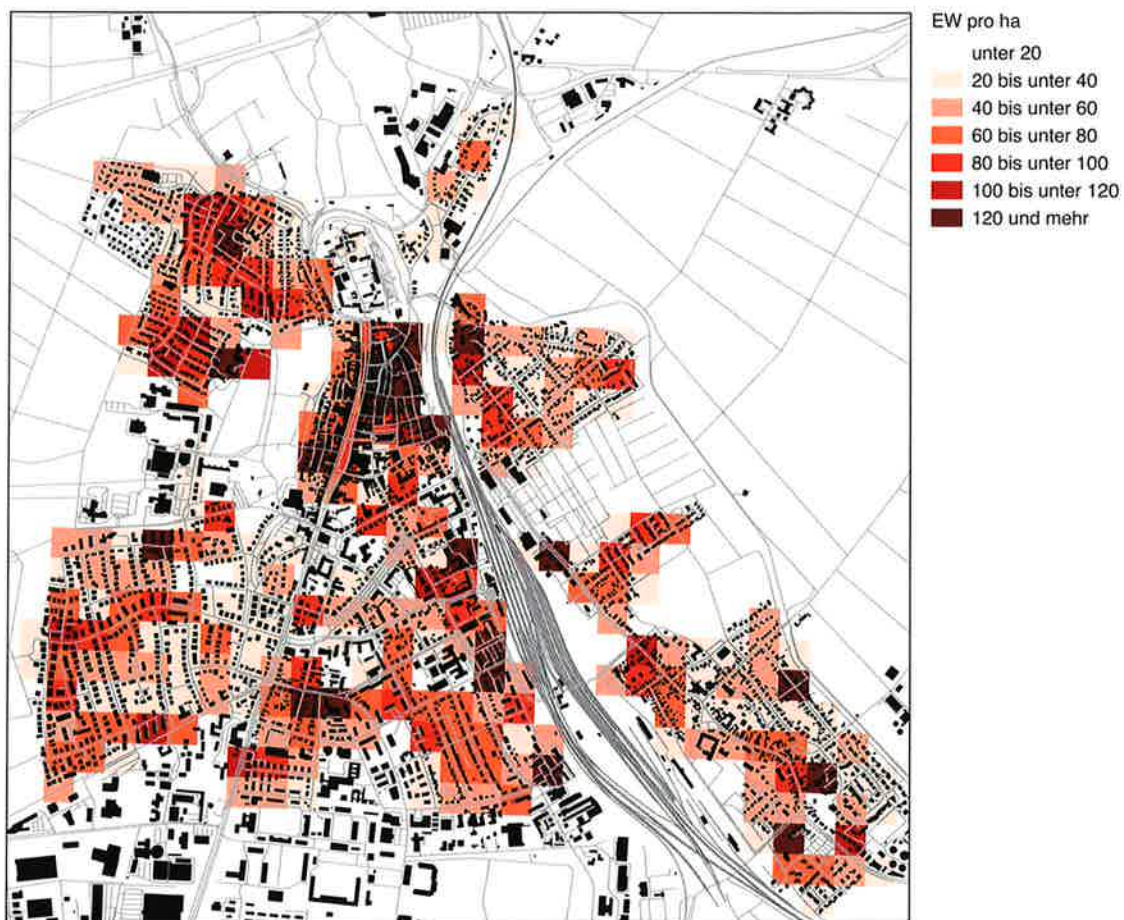 EW pro ha
unter 20
20 bis unter 40
40 bis unter 60
60 bis unter 80
80 bis unter 100
100 bis unter 120
120 und mehr